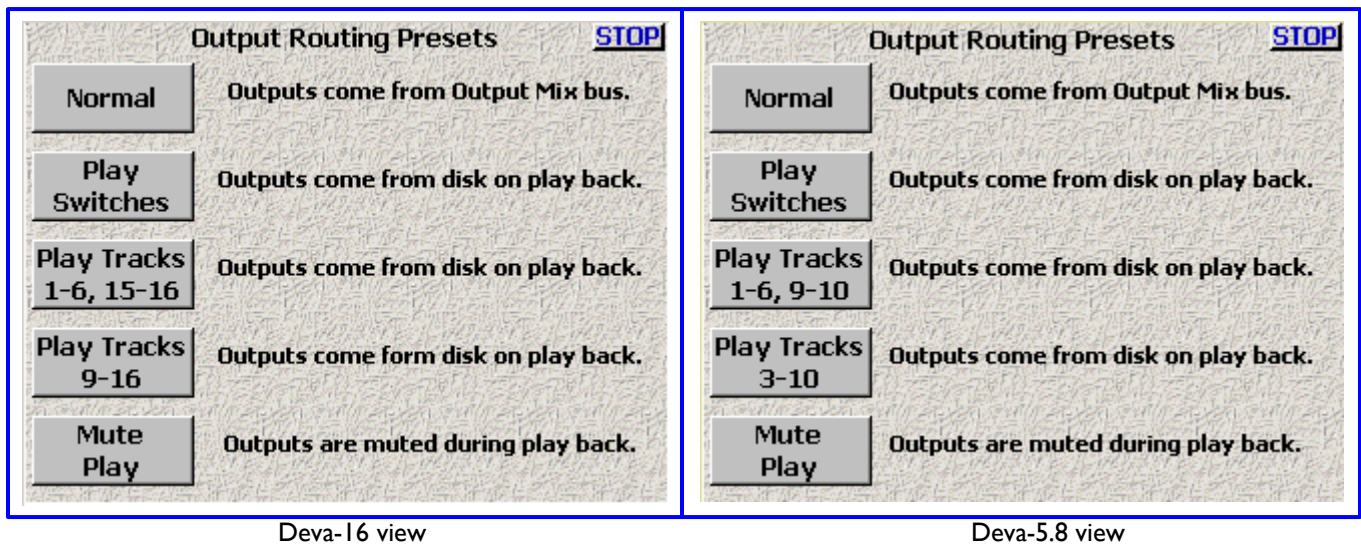 Output Routing Presets STOP
Normal Outputs come from Output Mix bus.
Play
Switches
Outputs come from disk on play back.
Play Tracks
1-6, 15-16
Outputs come from disk on play back.
Play Tracks
9-16
Outputs come form disk on play back.
Mute
Play
Outputs are muted during play back.
Deva-16 view
Output Routing Presets STOP
Normal Outputs come from Output Mix bus.
Play
Switches
Outputs come from disk on play back.
Play Tracks
1-6, 9-10
Outputs come from disk on play back.
Play Tracks
3-10
Outputs come from disk on play back.
Mute
Play
Outputs are muted during play back.
Deva-5.8 view